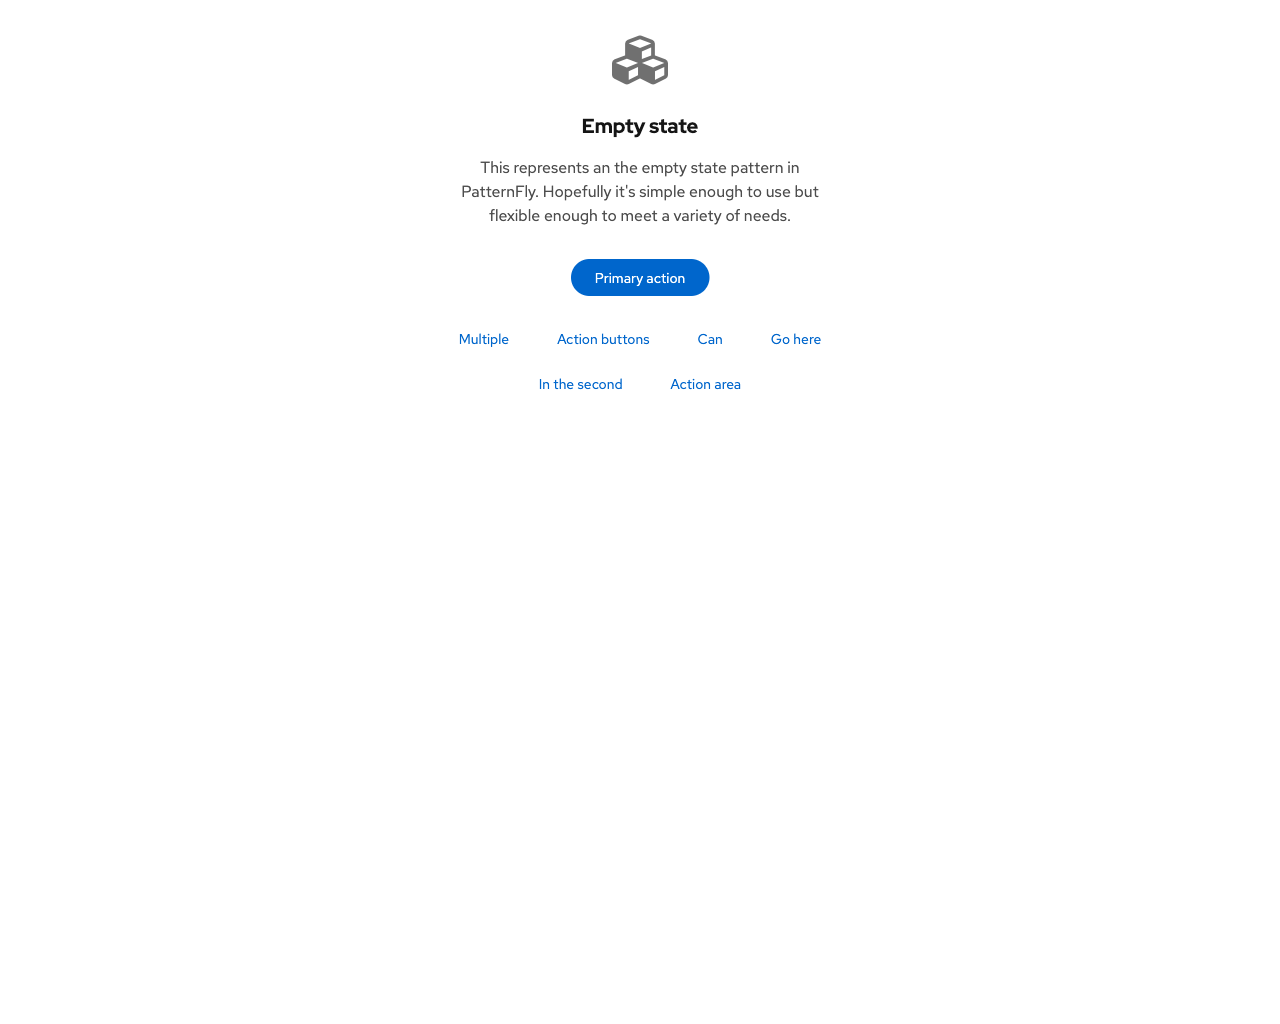 Empty state
This represents an the empty state pattern in
PatternFly. Hopefully it's simple enough to use but
flexible enough to meet a variety of needs.
Primary action
Multiple Action buttons Can Go here
In the second Action area